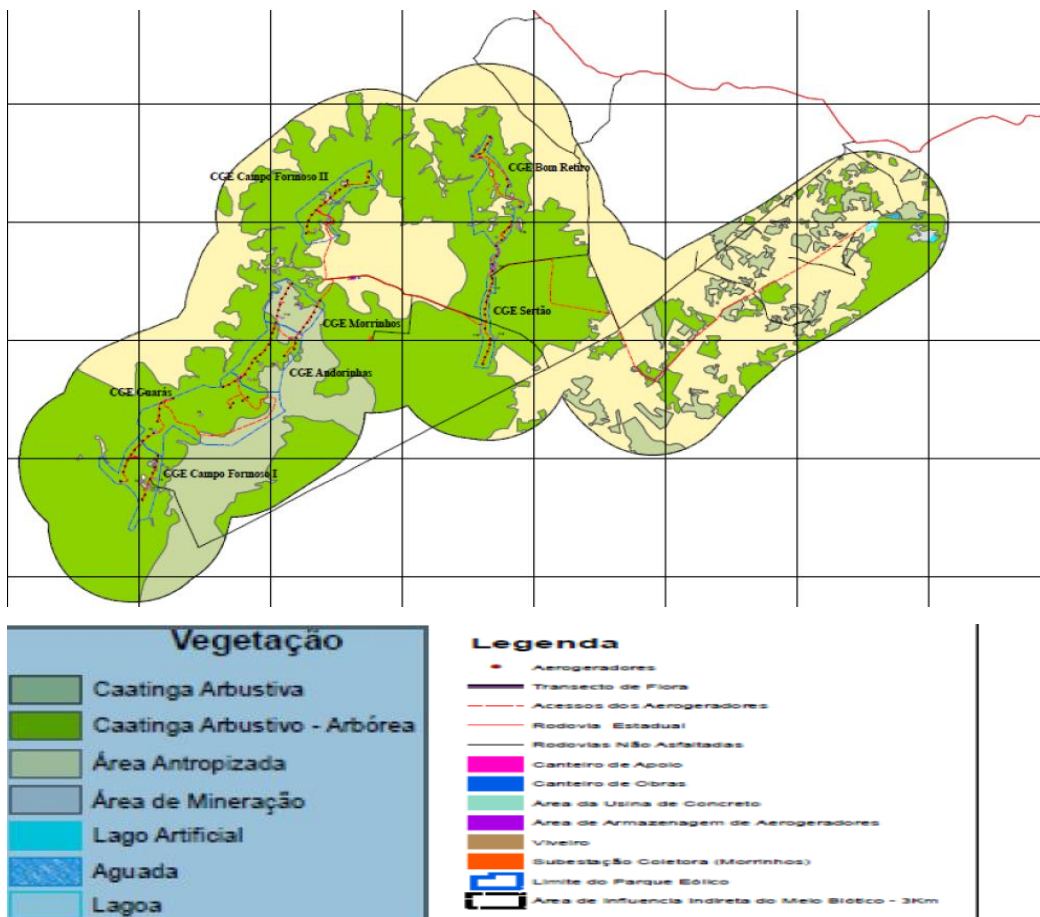 CGE Campo Formoso II
CGE Bom Retiro
CGE Sertão
CGE Morrinhos
CGE Andorinhas
CGE Guarás
CGE Campo Formoso I
Vegetação
Caatinga Arbustiva
Caatinga Arbustivo - Arbórea
Área Antropizada
Área de Mineração
Lago Artificial
Aguada
Lagoa
Legenda
Aerogeradores
Transecto de Flora
Acessos dos Aerogeradores
Rodovia Estadual
Rodovias Não Asfaltadas
Canteiro de Apoio
Canteiro de Obras
Área da Usina de Concreto
Área de Armazenagem de Aerogeradores
Viveiro
Subestação Coletora (Morrinhos)
Limite do Parque Eólico
Área de Influencia Indireta do Meio Biótico - 3Km